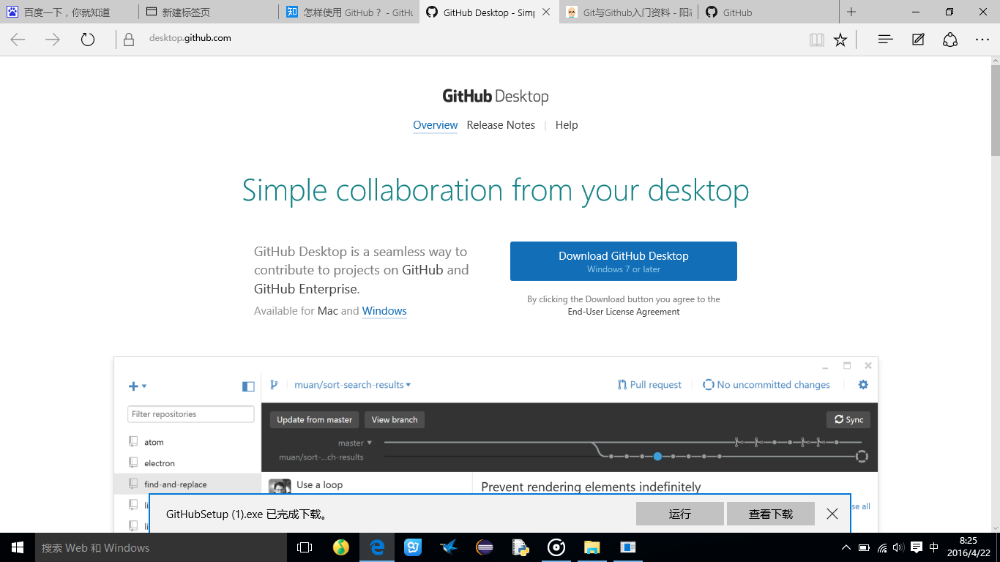 百度一下，你就知道
新建标签页
怎样使用 GitHub？ - GitHu
GitHub Desktop - Simp
Git与Github入门资料 - 阳志
GitHub
desktop.github.com
GitHub Desktop
Overview Release Notes | Help
Simple collaboration from your desktop
GitHub Desktop is a seamless way to
contribute to projects on GitHub and
GitHub Enterprise.
Available for Mac and Windows
Download GitHub Desktop
Windows 7 or later
By clicking the Download button you agree to the
End-User License Agreement
muan/sort-search-results
Pull request
No uncommitted changes
Filter repositories
Update from master
View branch
Sync
atom
master
muan/sort-...ch-results
electron
find-and-replace
Use a loop
Prevent rendering elements indefinitely
li
se all
li
GitHubSetup (1).exe 已完成下载。
运行
查看下载
搜索 Web 和 Windows
中
8:25
2016/4/22